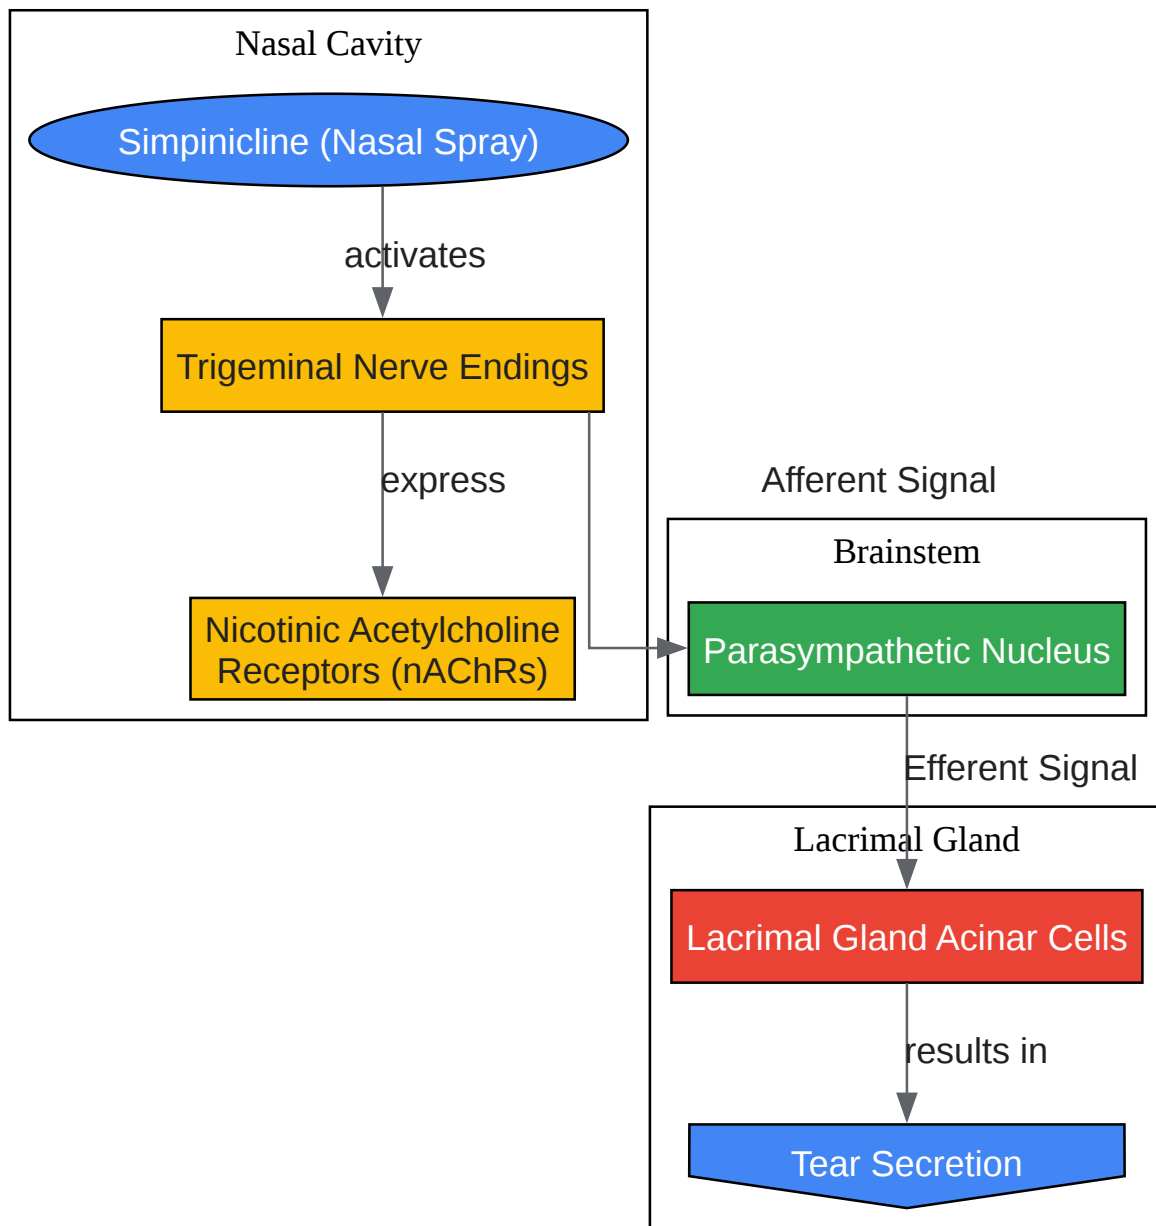 Nasal Cavity
Simpinicline (Nasal Spray)
activates
Trigeminal Nerve Endings
express
Afferent Signal
Brainstem
Nicotinic Acetylcholine
Receptors (nAChRs)
Parasympathetic Nucleus
Efferent Signal
Lacrimal Gland
Lacrimal Gland Acinar Cells
results in
Tear Secretion